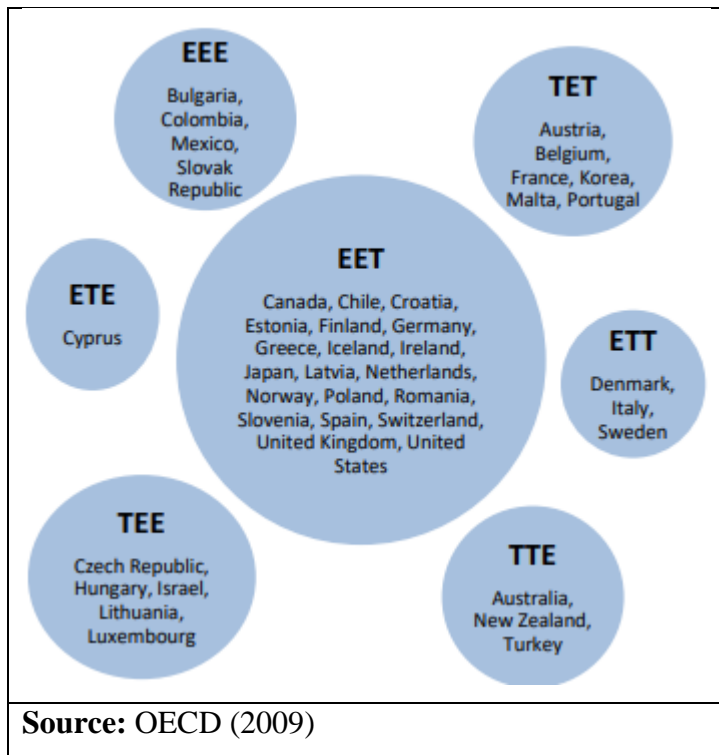 EEE
Bulgaria,
Colombia,
Mexico,
Slovak
Republic
TET
Austria,
Belgium,
France, Korea,
Malta, Portugal
EET
Canada, Chile, Croatia,
Estonia, Finland, Germany,
Greece, Iceland, Ireland,
Japan, Latvia, Netherlands,
Norway, Poland, Romania,
Slovenia, Spain, Switzerland,
United Kingdom, United
States
ETE
Cyprus
ETT
Denmark,
Italy,
Sweden
TEE
Czech Republic,
Hungary, Israel,
Lithuania,
Luxembourg
TTE
Australia,
New Zealand,
Turkey
Source: OECD (2009)